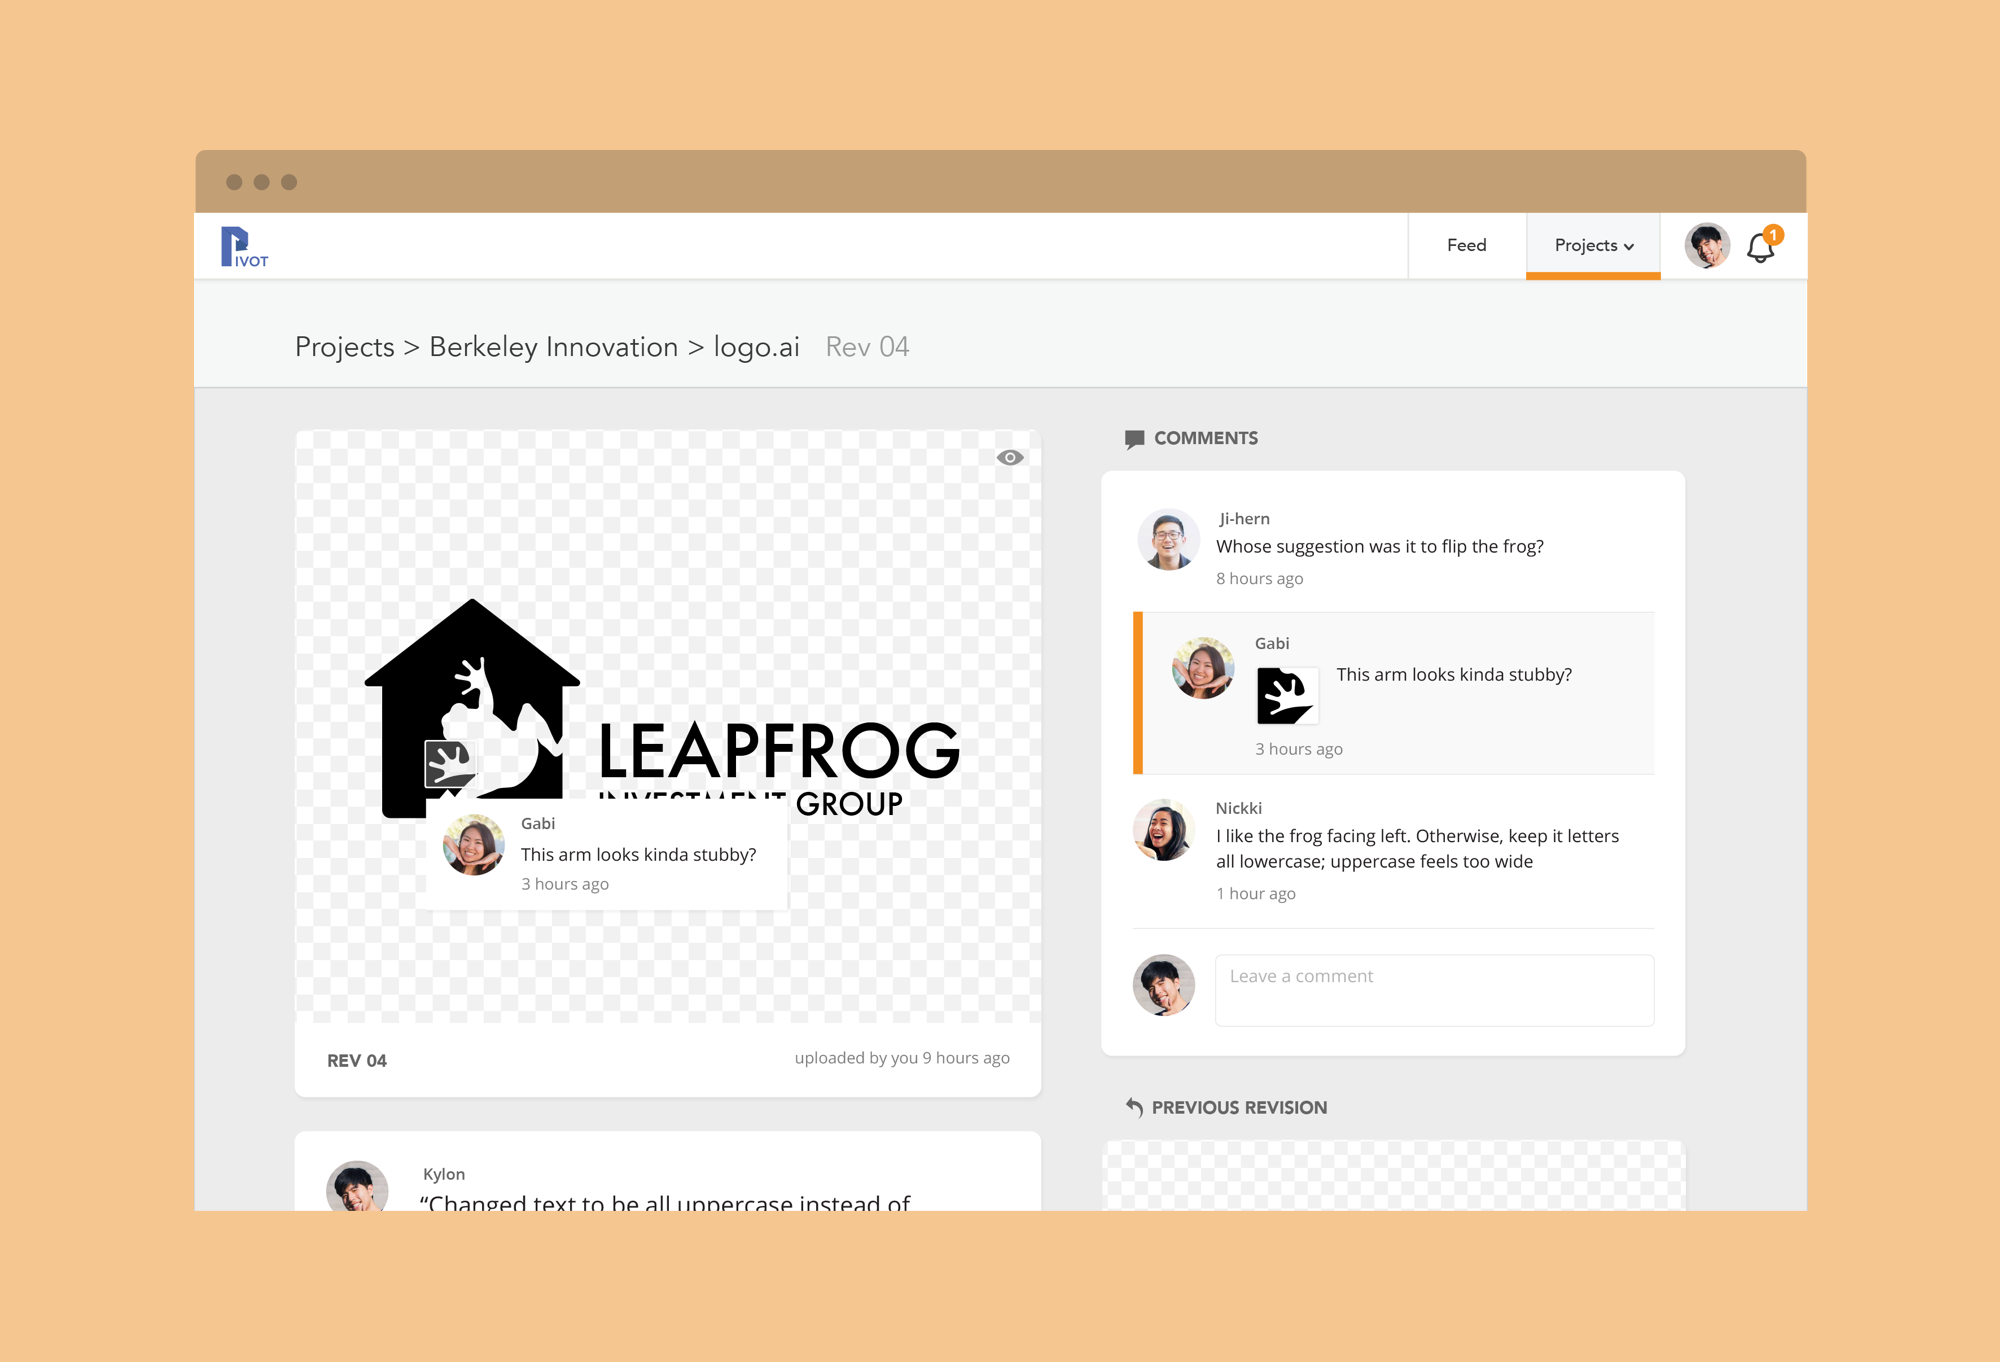 PIVOT
Feed
Projects
1
Projects > Berkeley Innovation > logo.ai Rev 04
LEAPFROG
INVESTMENT GROUP
Gabi
This arm looks kinda stubby?
3 hours ago
REV 04
uploaded by you 9 hours ago
Kylon
“Changed text to be all uppercase instead of
COMMENTS
Ji-hern
Whose suggestion was it to flip the frog?
8 hours ago
Gabi
This arm looks kinda stubby?
3 hours ago
Nickki
I like the frog facing left. Otherwise, keep it letters
all lowercase; uppercase feels too wide
1 hour ago
Leave a comment
PREVIOUS REVISION